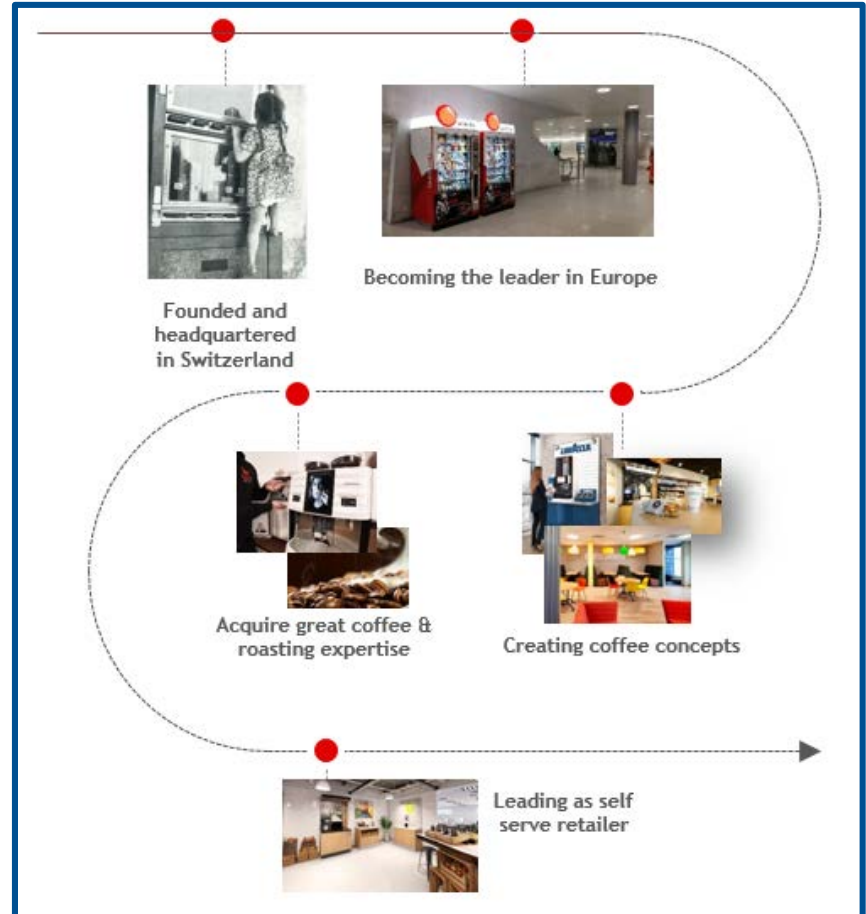 Founded and
headquartered
in Switzerland
Becoming the leader in Europe
LAVAZZA
Creating coffee concepts
Acquire great coffee &
roasting expertise
Leading as self
serve retailer